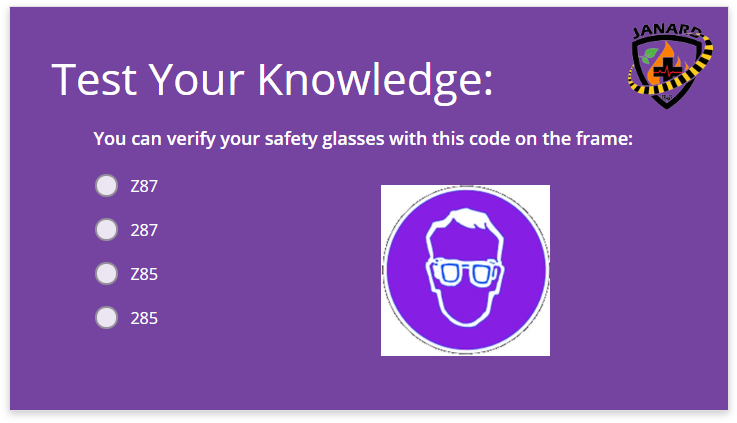 JANARD
Test Your Knowledge:
You can verify your safety glasses with this code on the frame:
Z87
287
Z85
285